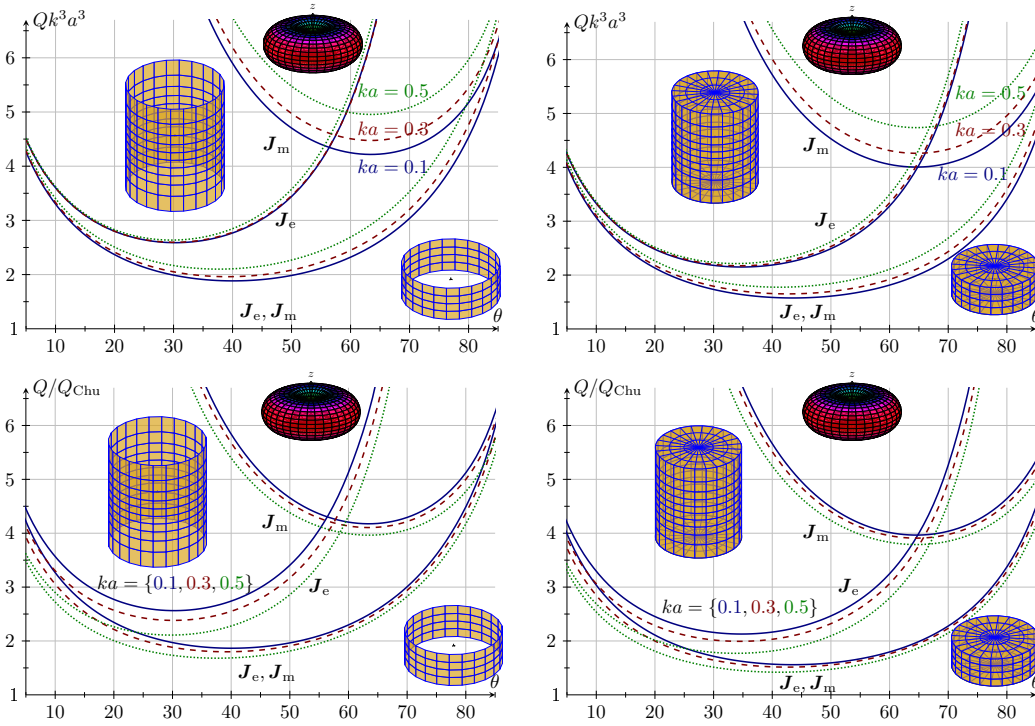 Qk³a³
z
6
5
4
3
2
1
ka = 0.5
ka = 0.3
ka = 0.1
J_m
J_e
J_e, J_m
θ
10 20 30 40 50 60 70 80
Qk³a³
z
6
5
4
3
2
1
ka = 0.5
ka = 0.3
ka = 0.1
J_m
J_e
J_e, J_m
θ
10 20 30 40 50 60 70 80
Q/Q_Chu
z
6
5
4
3
2
1
J_m
ka = {0.1, 0.3, 0.5}
J_e
J_e, J_m
θ
10 20 30 40 50 60 70 80
Q/Q_Chu
z
6
5
4
3
2
1
J_m
J_e
ka = {0.1, 0.3, 0.5}
J_e, J_m
θ
10 20 30 40 50 60 70 80